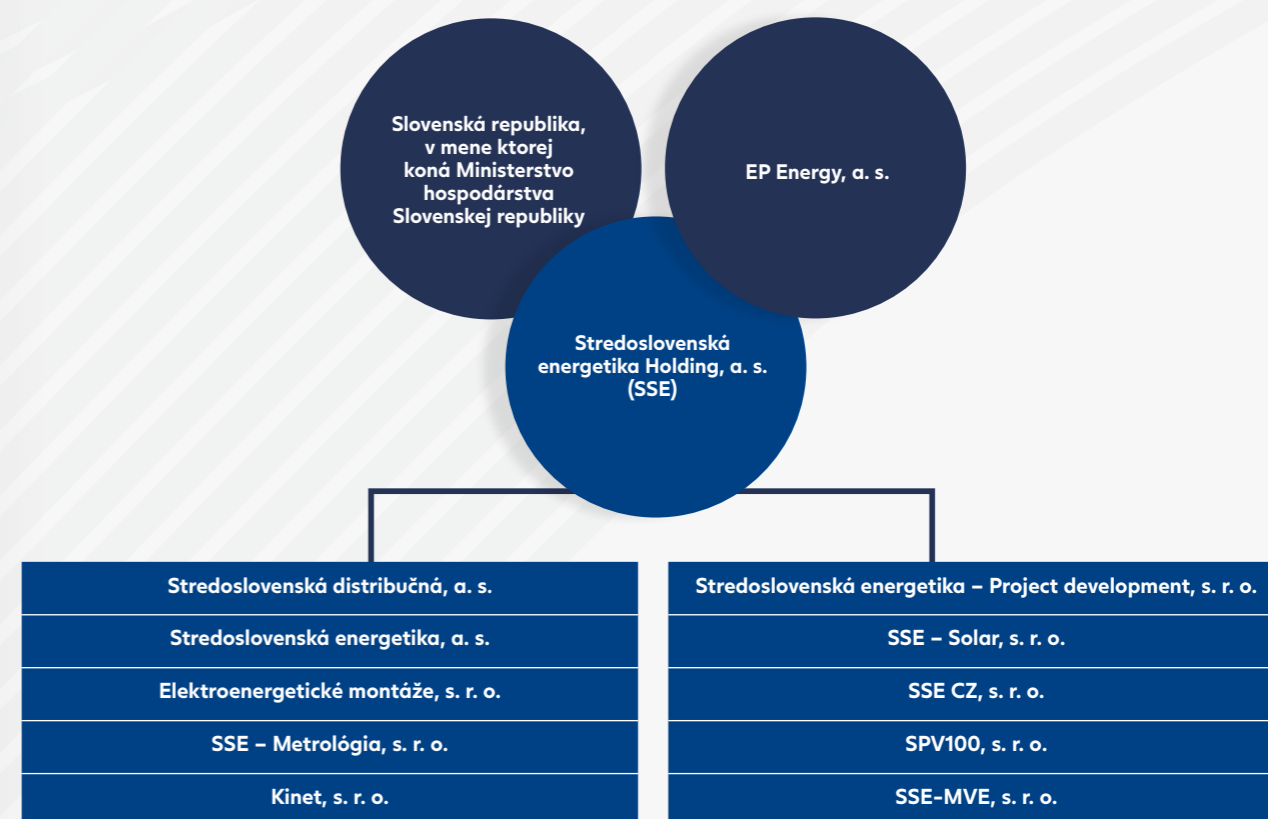 Slovenská republika,
v mene ktorej
koná Ministerstvo
hospodárstva
Slovenskej republiky
EP Energy, a. s.
Stredoslovenská
energetika Holding, a. s.
(SSE)
Stredoslovenská distribučná, a. s.
Stredoslovenská energetika, a. s.
Elektroenergetické montáže, s. r. o.
SSE – Metrológia, s. r. o.
Kinet, s. r. o.
Stredoslovenská energetika – Project development, s. r. o.
SSE – Solar, s. r. o.
SSE CZ, s. r. o.
SPV100, s. r. o.
SSE-MVE, s. r. o.